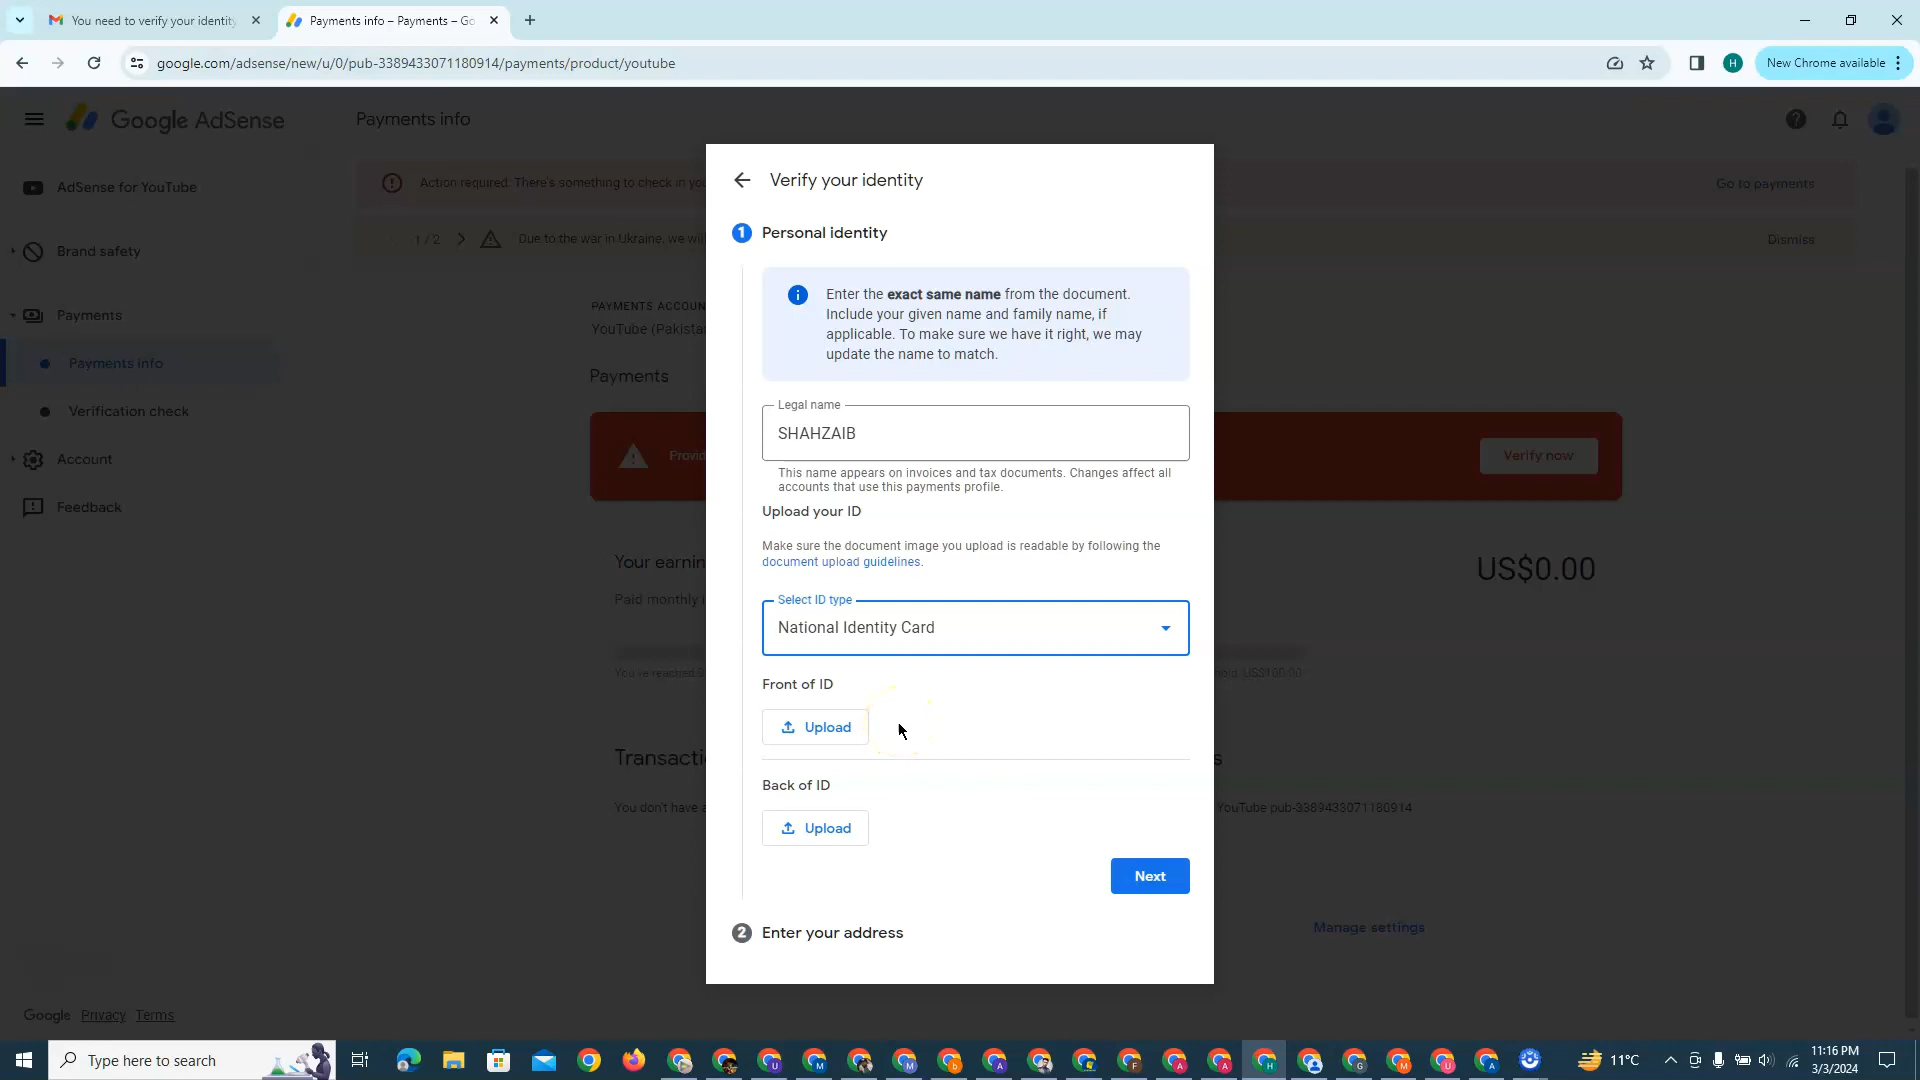 You need to verify your identity
Payments info – Payments – Go
google.com/adsense/new/u/0/pub-3389433071180914/payments/product/youtube
H
New Chrome available
Google AdSense
Payments info
AdSense for YouTube
Brand safety
Payments
Payments info
Verification check
Account
Feedback
Google Privacy Terms
Action required: There's something to check in you
Go to payments
1 / 2
Due to the war in Ukraine, we will
Dismiss
PAYMENTS ACCOUN
YouTube (Pakista
Payments
Provid
Verify now
Your earnin
US$0.00
Paid monthly i
You've reached
US$100.00
Transacti
s
You don't have a
YouTube pub-3389433071180914
Manage settings
Verify your identity
1 Personal identity
Enter the exact same name from the document.
Include your given name and family name, if
applicable. To make sure we have it right, we may
update the name to match.
Legal name
SHAHZAIB
This name appears on invoices and tax documents. Changes affect all
accounts that use this payments profile.
Upload your ID
Make sure the document image you upload is readable by following the
document upload guidelines.
Select ID type
National Identity Card
Front of ID
Upload
Back of ID
Upload
Next
2 Enter your address
Type here to search
11°C
11:16 PM
3/3/2024